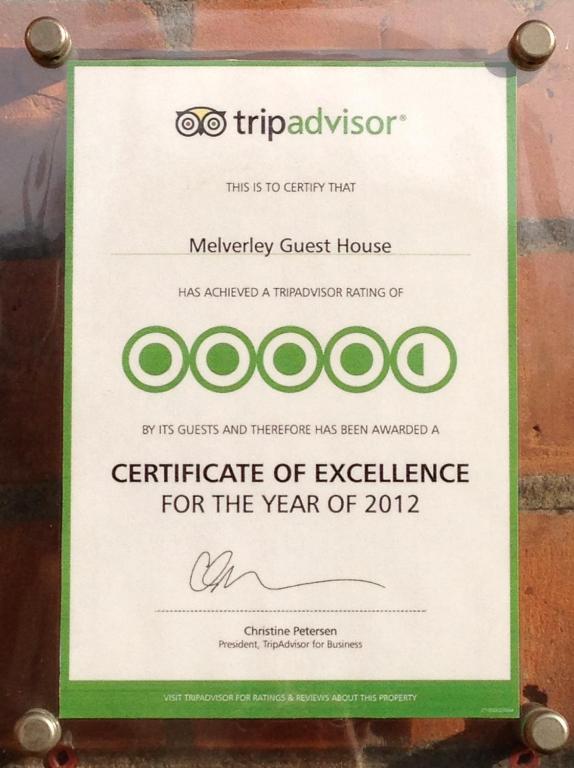 tripadvisor®
THIS IS TO CERTIFY THAT
Melverley Guest House
HAS ACHIEVED A TRIPADVISOR RATING OF
BY ITS GUESTS AND THEREFORE HAS BEEN AWARDED A
CERTIFICATE OF EXCELLENCE
FOR THE YEAR OF 2012
Christine Petersen
President, TripAdvisor for Business
VISIT TRIPADVISOR FOR RATINGS & REVIEWS ABOUT THIS PROPERTY